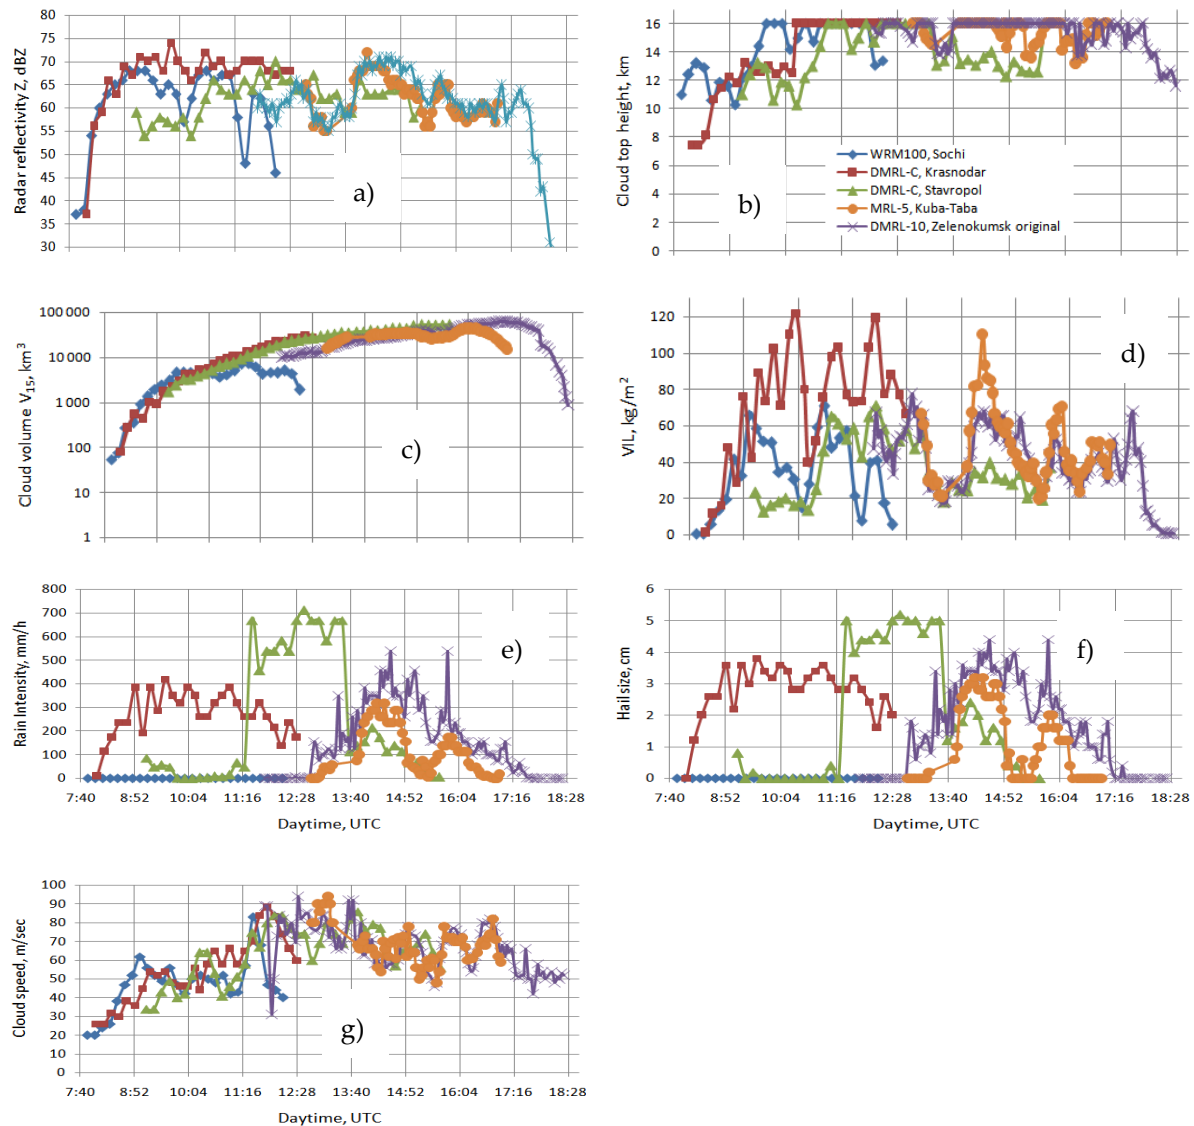 Radar reflectivity Z, dBZ
80
75
70
65
60
55
50
45
40
35
30
a)
Cloud top height, km
16
14
12
10
8
6
4
2
0
WRM100, Sochi
DMRL-C, Krasnodar
DMRL-C, Stavropol
MRL-5, Kuba-Taba
DMRL-10, Zelenokumsk original
b)
Cloud volume V15, km3
100 000
10 000
1 000
100
10
1
c)
VIL, kg/m2
120
100
80
60
40
20
0
d)
Rain Intensity, mm/h
800
700
600
500
400
300
200
100
0
e)
7:40 8:52 10:04 11:16 12:28 13:40 14:52 16:04 17:16 18:28
Daytime, UTC
Hail size, cm
6
5
4
3
2
1
0
f)
7:40 8:52 10:04 11:16 12:28 13:40 14:52 16:04 17:16 18:28
Daytime, UTC
Cloud speed, m/sec
100
90
80
70
60
50
40
30
20
10
0
g)
7:40 8:52 10:04 11:16 12:28 13:40 14:52 16:04 17:16 18:28
Daytime, UTC